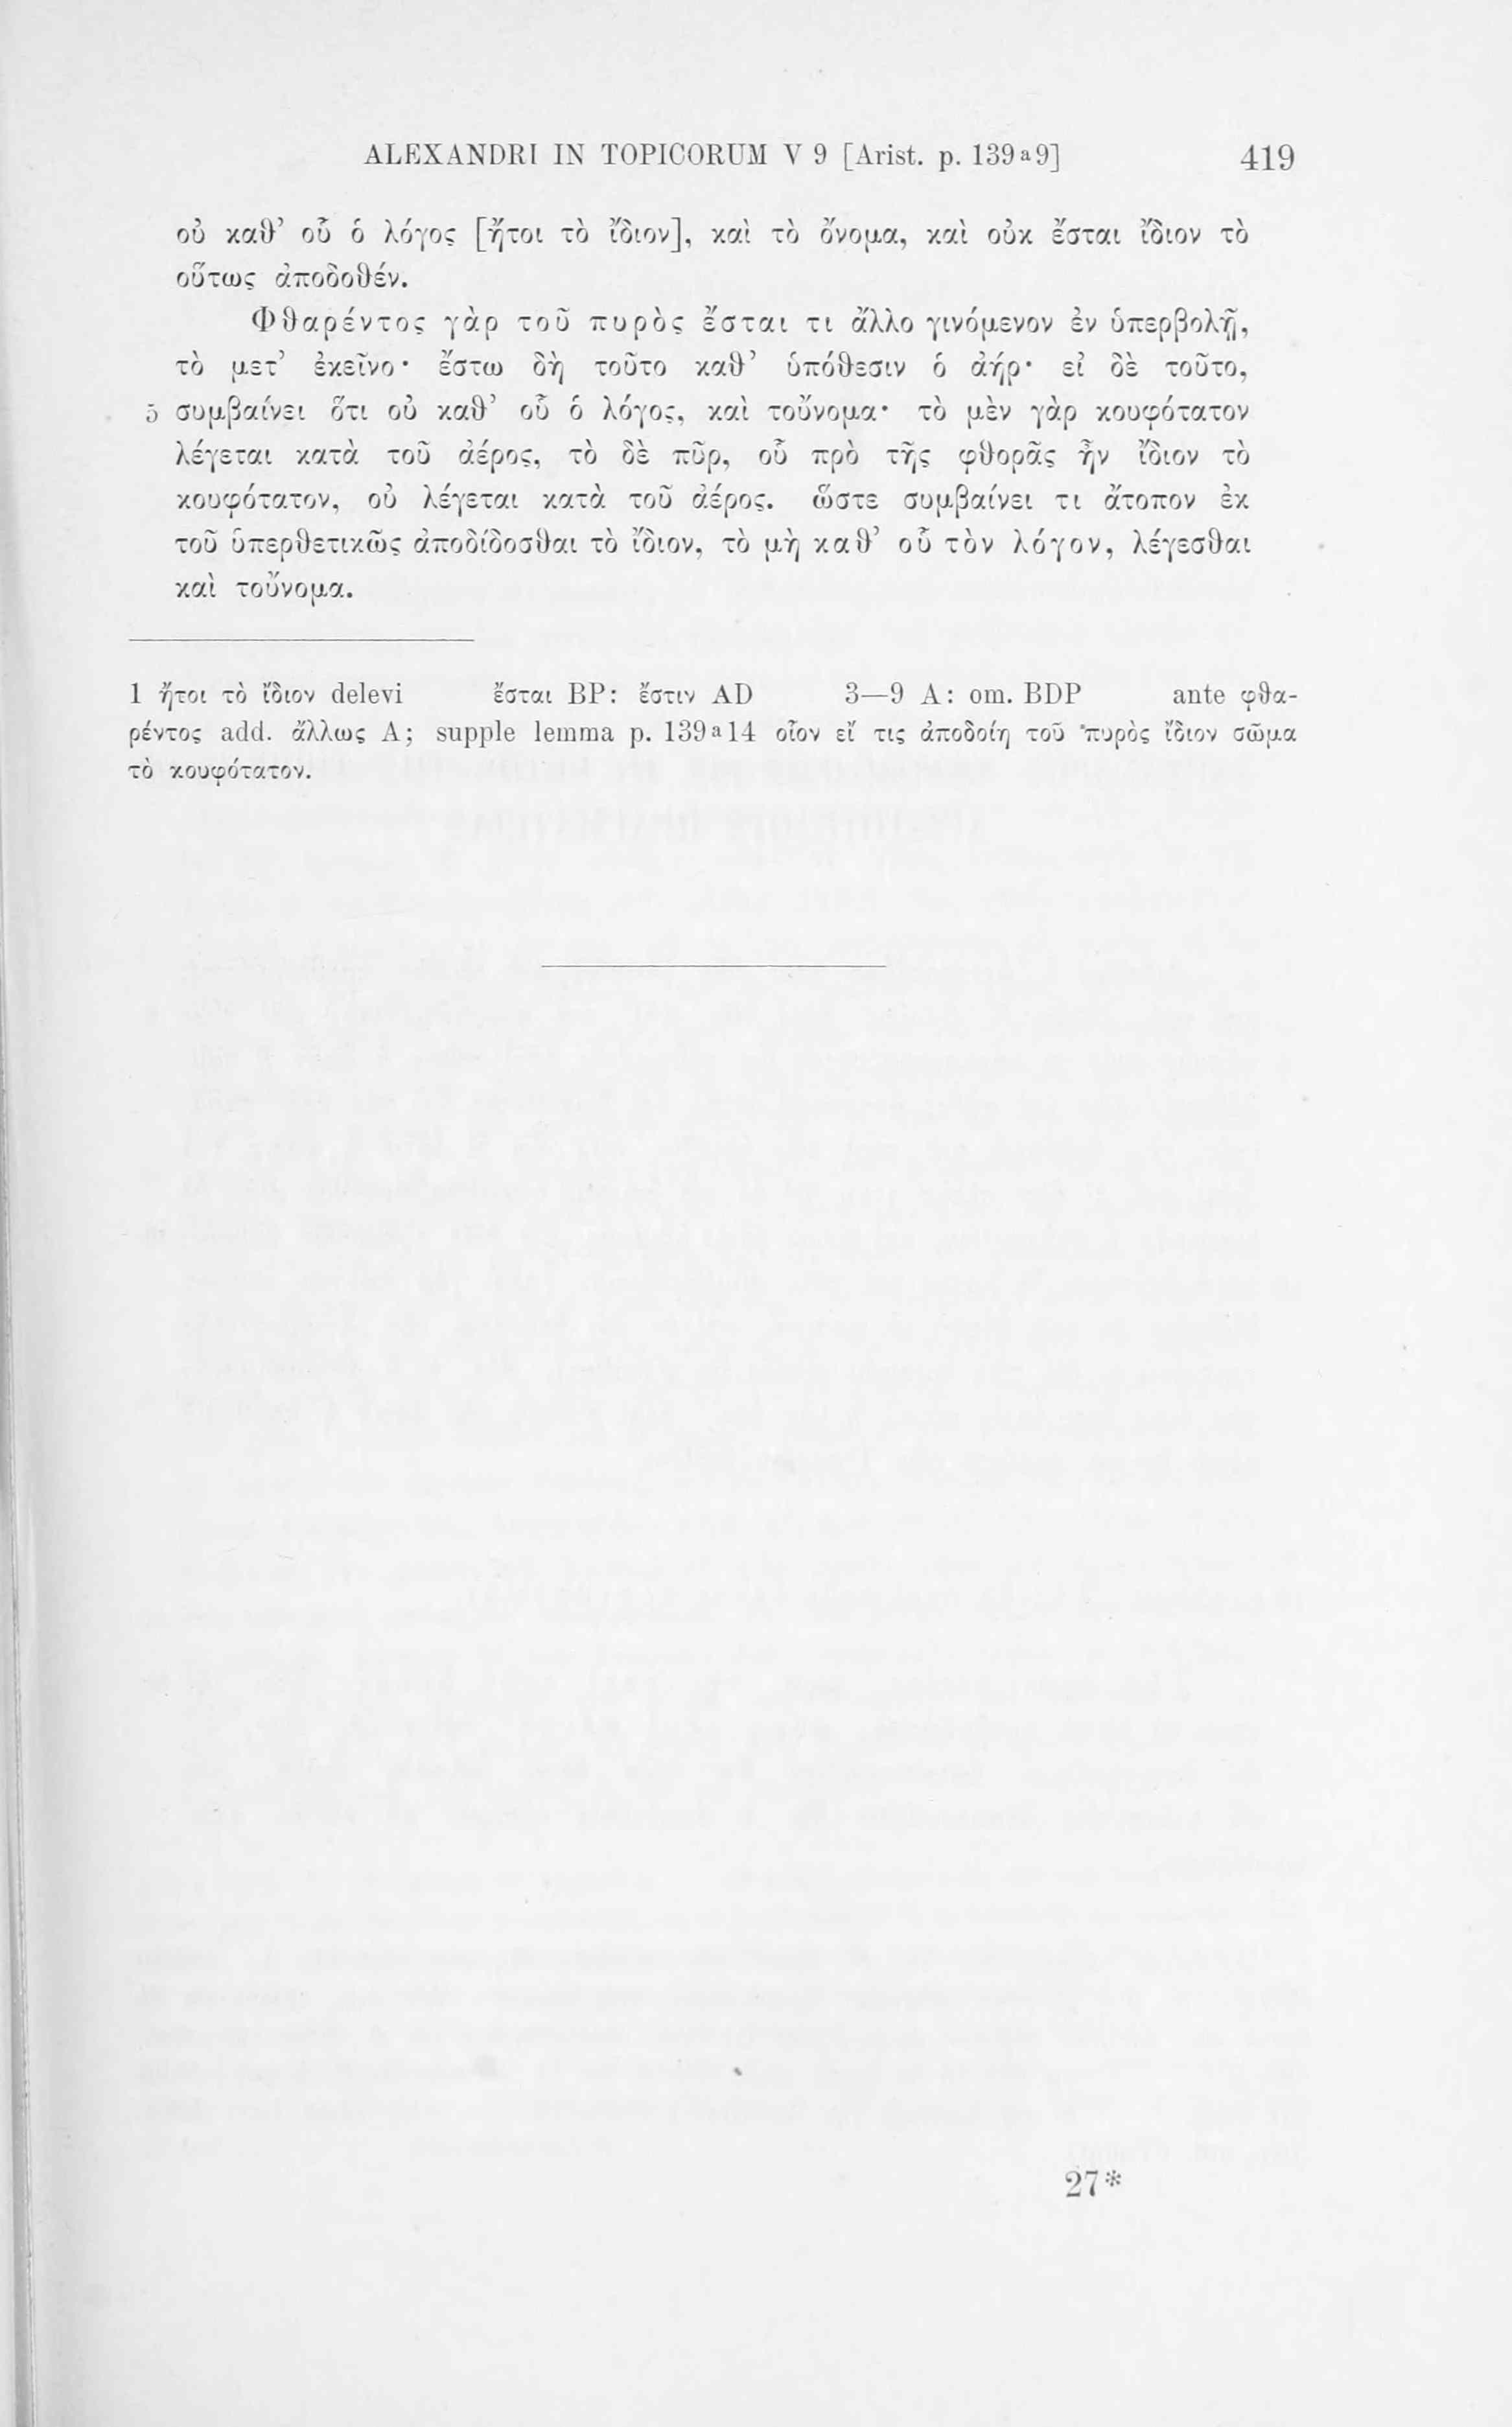 ALEXANDRI IN TOPICORUM V 9 [Arist. p. 139a9] 419
οὐ καθ’ οὗ ὁ λόγος [ἤτοι τὸ ἴδιον], καὶ τὸ ὄνομα, καὶ οὐκ ἔσται ἴδιον τὸ
οὕτως ἀποδοθέν.
Φθαρέντος γὰρ τοῦ πυρὸς ἔσται τι ἄλλο γινόμενον ἐν ὑπερβολῇ,
τὸ μετ’ ἐκεῖνο· ἔστω δὴ τοῦτο καθ’ ὑπόθεσιν ὁ ἀήρ· εἰ δὲ τοῦτο,
5 συμβαίνει ὅτι οὐ καθ’ οὗ ὁ λόγος, καὶ τοὔνομα· τὸ μὲν γὰρ κουφότατον
λέγεται κατὰ τοῦ ἀέρος, τὸ δὲ πῦρ, οὗ πρὸ τῆς φθορᾶς ἦν ἴδιον τὸ
κουφότατον, οὐ λέγεται κατὰ τοῦ ἀέρος. ὥστε συμβαίνει τι ἄτοπον ἐκ
τοῦ ὑπερθετικῶς ἀποδίδοσθαι τὸ ἴδιον, τὸ μὴ καθ’ οὗ τὸν λόγον, λέγεσθαι
καὶ τοὔνομα.
1 ἤτοι τὸ ἴδιον delevi ἔσται BP: ἔστιν AD 3—9 A: om. BDP ante φθα-
ρέντος add. ἄλλως A; supple lemma p. 139a14 οἷον εἴ τις ἀποδοίη τοῦ πυρὸς ἴδιον σῶμα
τὸ κουφότατον.
27*